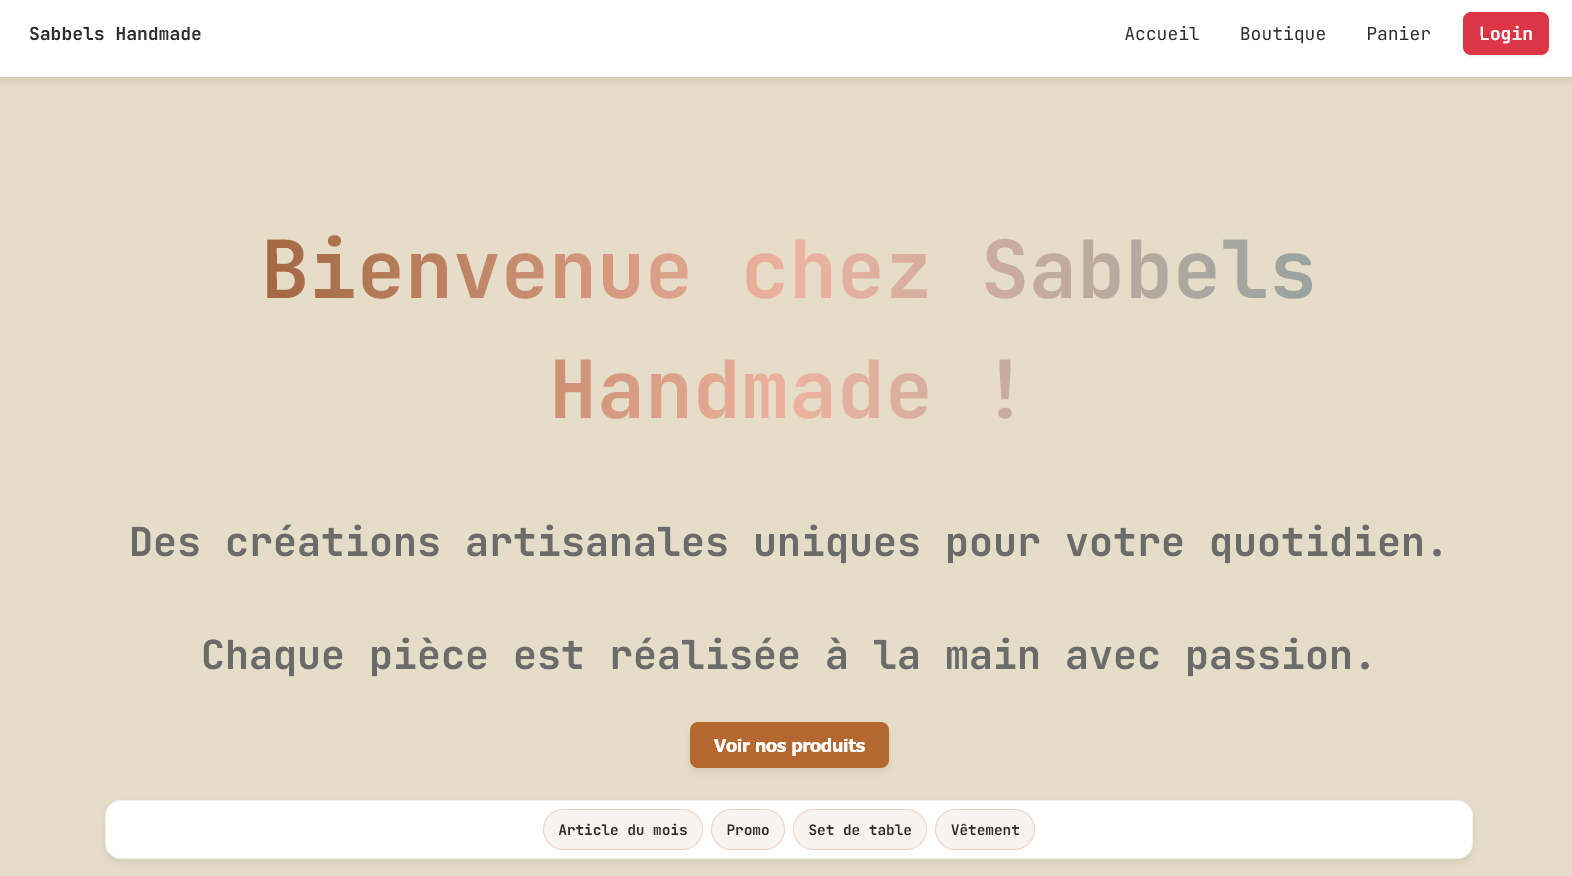 Sabbels Handmade
Accueil Boutique Panier Login
Bienvenue chez Sabbels
Handmade !
Des créations artisanales uniques pour votre quotidien.
Chaque pièce est réalisée à la main avec passion.
Voir nos produits
Article du mois Promo Set de table Vêtement